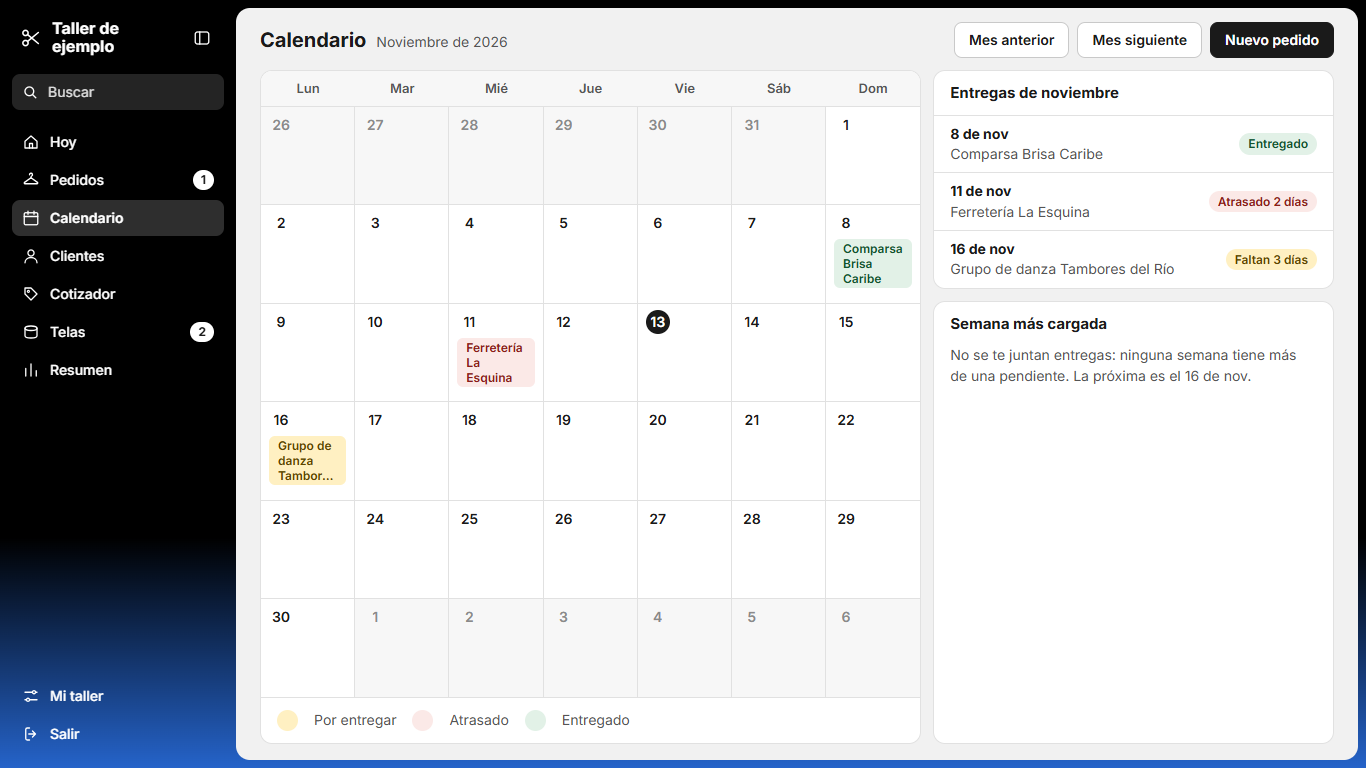 Taller de
ejemplo
Buscar
Hoy
Pedidos 1
Calendario
Clientes
Cotizador
Telas 2
Resumen
Mi taller
Salir
Calendario Noviembre de 2026
Mes anterior Mes siguiente Nuevo pedido
Lun Mar Mié Jue Vie Sáb Dom
26 27 28 29 30 31 1
2 3 4 5 6 7 8
Comparsa
Brisa
Caribe
9 10 11 12 13 14 15
Ferretería
La
Esquina
16 17 18 19 20 21 22
Grupo de
danza
Tambor...
23 24 25 26 27 28 29
30 1 2 3 4 5 6
Por entregar Atrasado Entregado
Entregas de noviembre
8 de nov
Comparsa Brisa Caribe
Entregado
11 de nov
Ferretería La Esquina
Atrasado 2 días
16 de nov
Grupo de danza Tambores del Río
Faltan 3 días
Semana más cargada
No se te juntan entregas: ninguna semana tiene más
de una pendiente. La próxima es el 16 de nov.